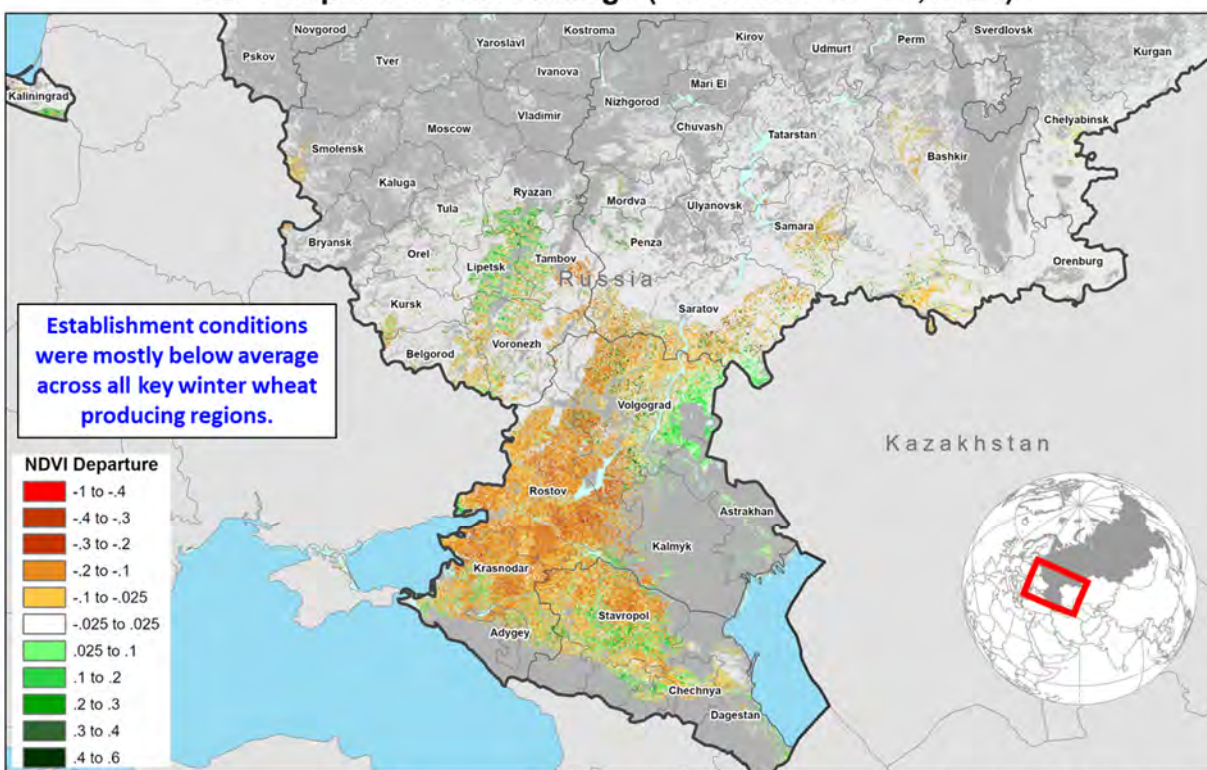 Novgorod
Kostroma
Kirov
Perm
Sverdlovsk
Pskov
Tver
Yaroslavl
Udmurt
Kurgan
Ivanova
Mari El
Kaliningrad
Nizhgorod
Vladimir
Moscow
Chuvash
Tatarstan
Chelyabinsk
Smolensk
Bashkir
Kaluga
Ryazan
Mordva
Ulyanovsk
Tula
Samara
Bryansk
Orel
Penza
Lipetsk
Tambov
Orenburg
Russia
Kursk
Saratov
Voronezh
Belgorod
Establishment conditions
were mostly below average
across all key winter wheat
producing regions.
Volgograd
Kazakhstan
NDVI Departure
-1 to -.4
-.4 to -.3
-.3 to -.2
-.2 to -.1
-.1 to -.025
-.025 to .025
.025 to .1
.1 to .2
.2 to .3
.3 to .4
.4 to .6
Rostov
Astrakhan
Kalmyk
Krasnodar
Stavropol
Adygey
Chechnya
Dagestan